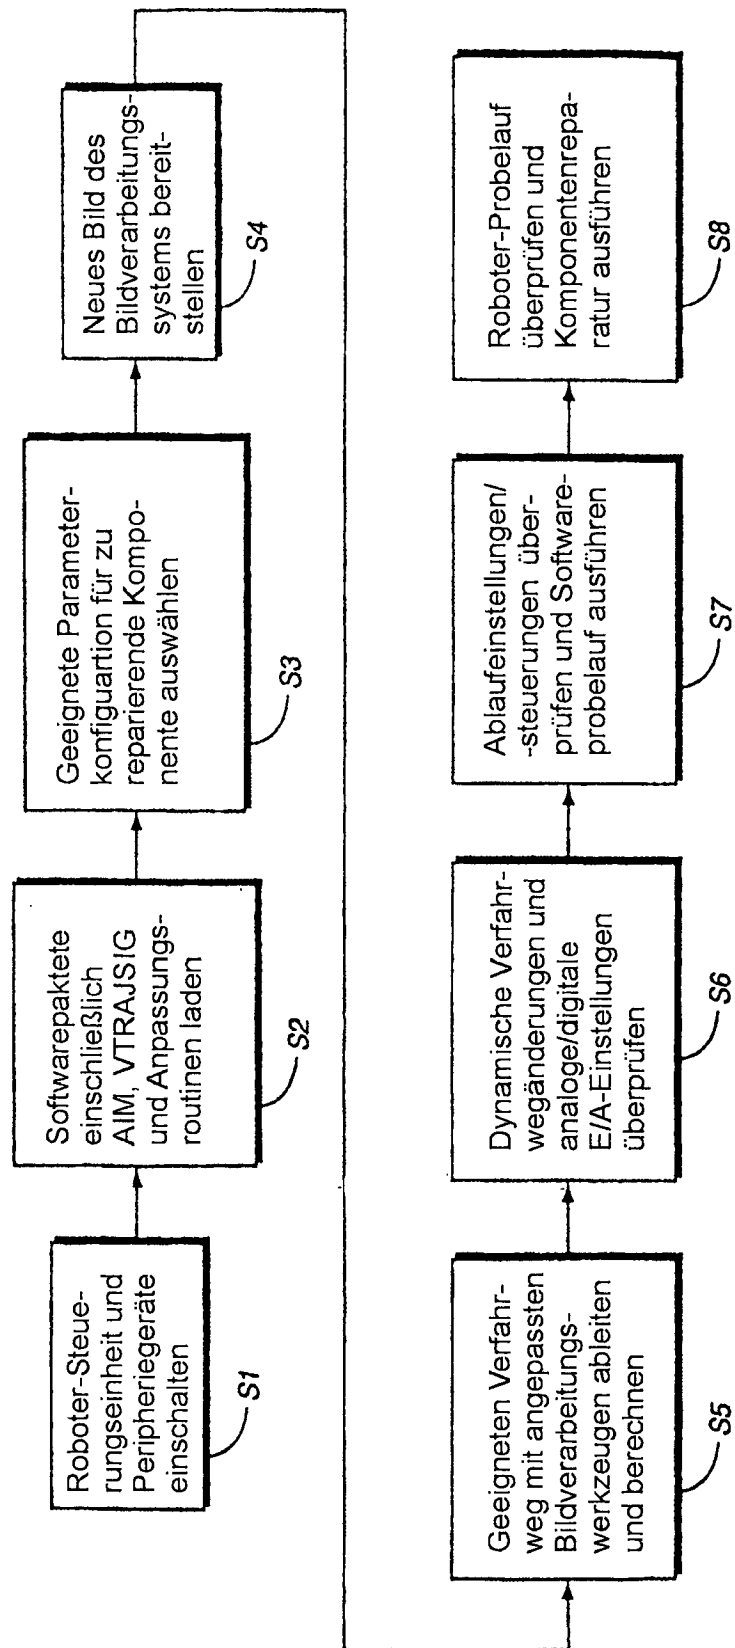 Roboter-Steue-
rungseinheit und
Peripheriegeräte
einschalten
S1
Softwarepaktete
einschließlich
AIM, VTRAJSIG
und Anpassungs-
routinen laden
S2
Geeignete Parameter-
konfiguartion für zu
reparierende Kompo-
nente auswählen
S3
Neues Bild des
Bildverarbeitungs-
systems bereit-
stellen
S4
Geeigneten Verfahr-
weg mit angepassten
Bildverarbeitungs-
werkzeugen ableiten
und berechnen
S5
Dynamische Verfahr-
wegänderungen und
analoge/digitale
E/A-Einstellungen
überprüfen
S6
Ablaufeinstellungen/
-steuerungen über-
prüfen und Software-
probelauf ausführen
S7
Roboter-Probelauf
überprüfen und
Komponentenrepa-
ratur ausführen
S8